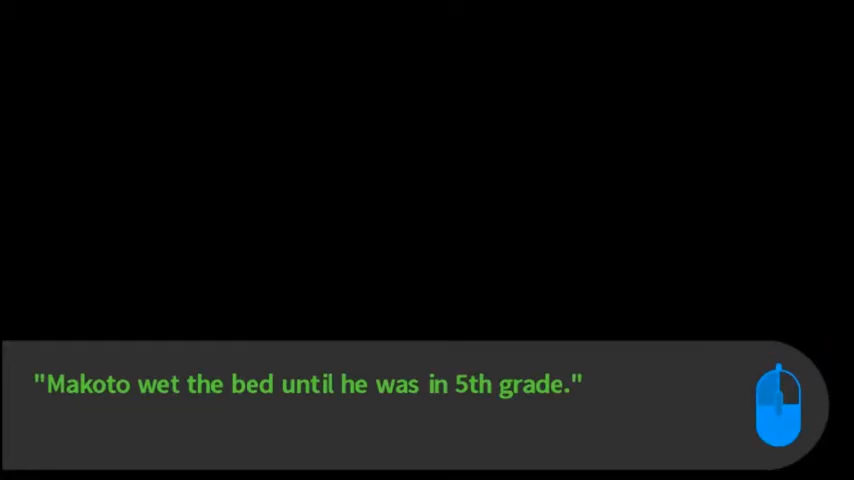 "Makoto wet the bed until he was in 5th grade."